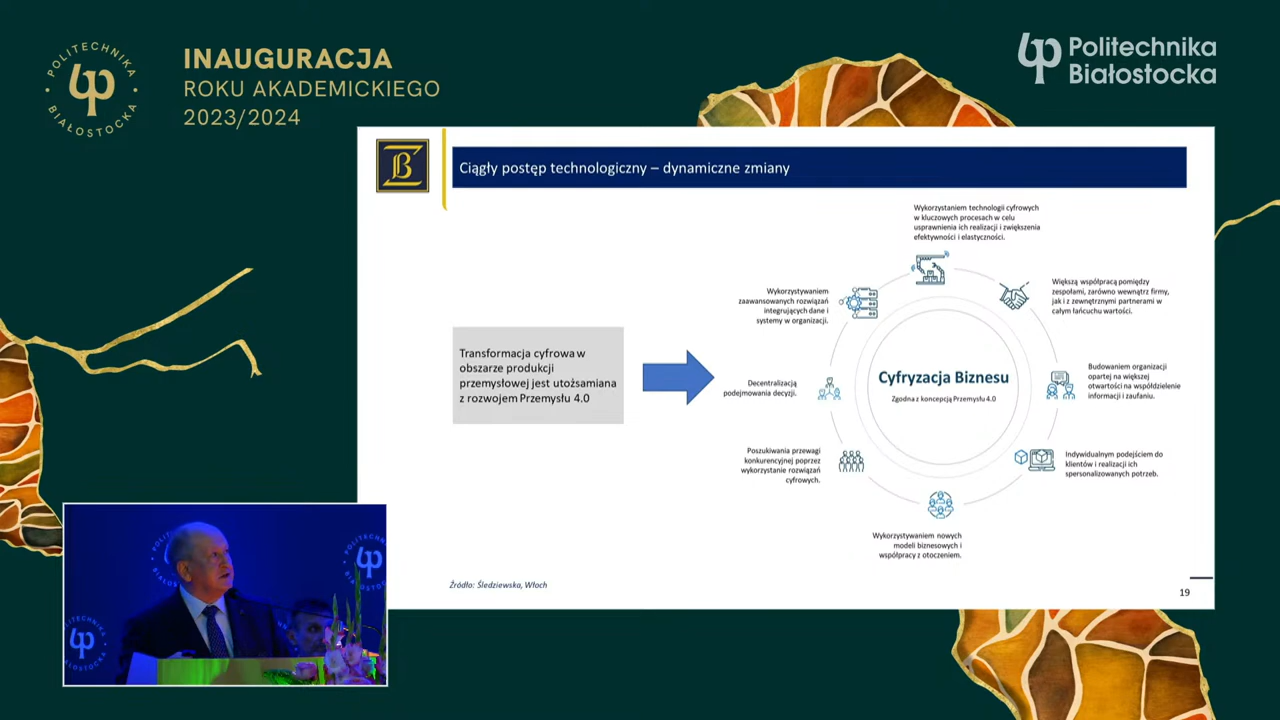 POLITECHNIKA BIAŁOSTOCKA
INAUGURACJA
ROKU AKADEMICKIEGO
2023/2024
Politechnika
Białostocka
B
Ciągły postęp technologiczny – dynamiczne zmiany
Wykorzystaniem technologii cyfrowych
w kluczowych procesach w celu
usprawnienia ich realizacji i zwiększenia
efektywności i elastyczności.
Wykorzystywaniem
zaawansowanych rozwiązań
integrujących dane i
systemy w organizacji.
Większą współpracą pomiędzy
zespołami, zarówno wewnątrz firmy,
jak i z zewnętrznymi partnerami w
całym łańcuchu wartości.
Transformacja cyfrowa w
obszarze produkcji
przemysłowej jest utożsamiana
z rozwojem Przemysłu 4.0
Decentralizacją
podejmowania decyzji.
Cyfryzacja Biznesu
Zgodna z koncepcją Przemysłu 4.0
Budowaniem organizacji
opartej na większej
otwartości na współdzielenie
informacji i zaufaniu.
Poszukiwania przewagi
konkurencyjnej poprzez
wykorzystanie rozwiązań
cyfrowych.
Indywidualnym podejściem do
klientów i realizacji ich
spersonalizowanych potrzeb.
Wykorzystywaniem nowych
modeli biznesowych i
współpracy z otoczeniem.
Źródło: Śledziewska, Włoch
19